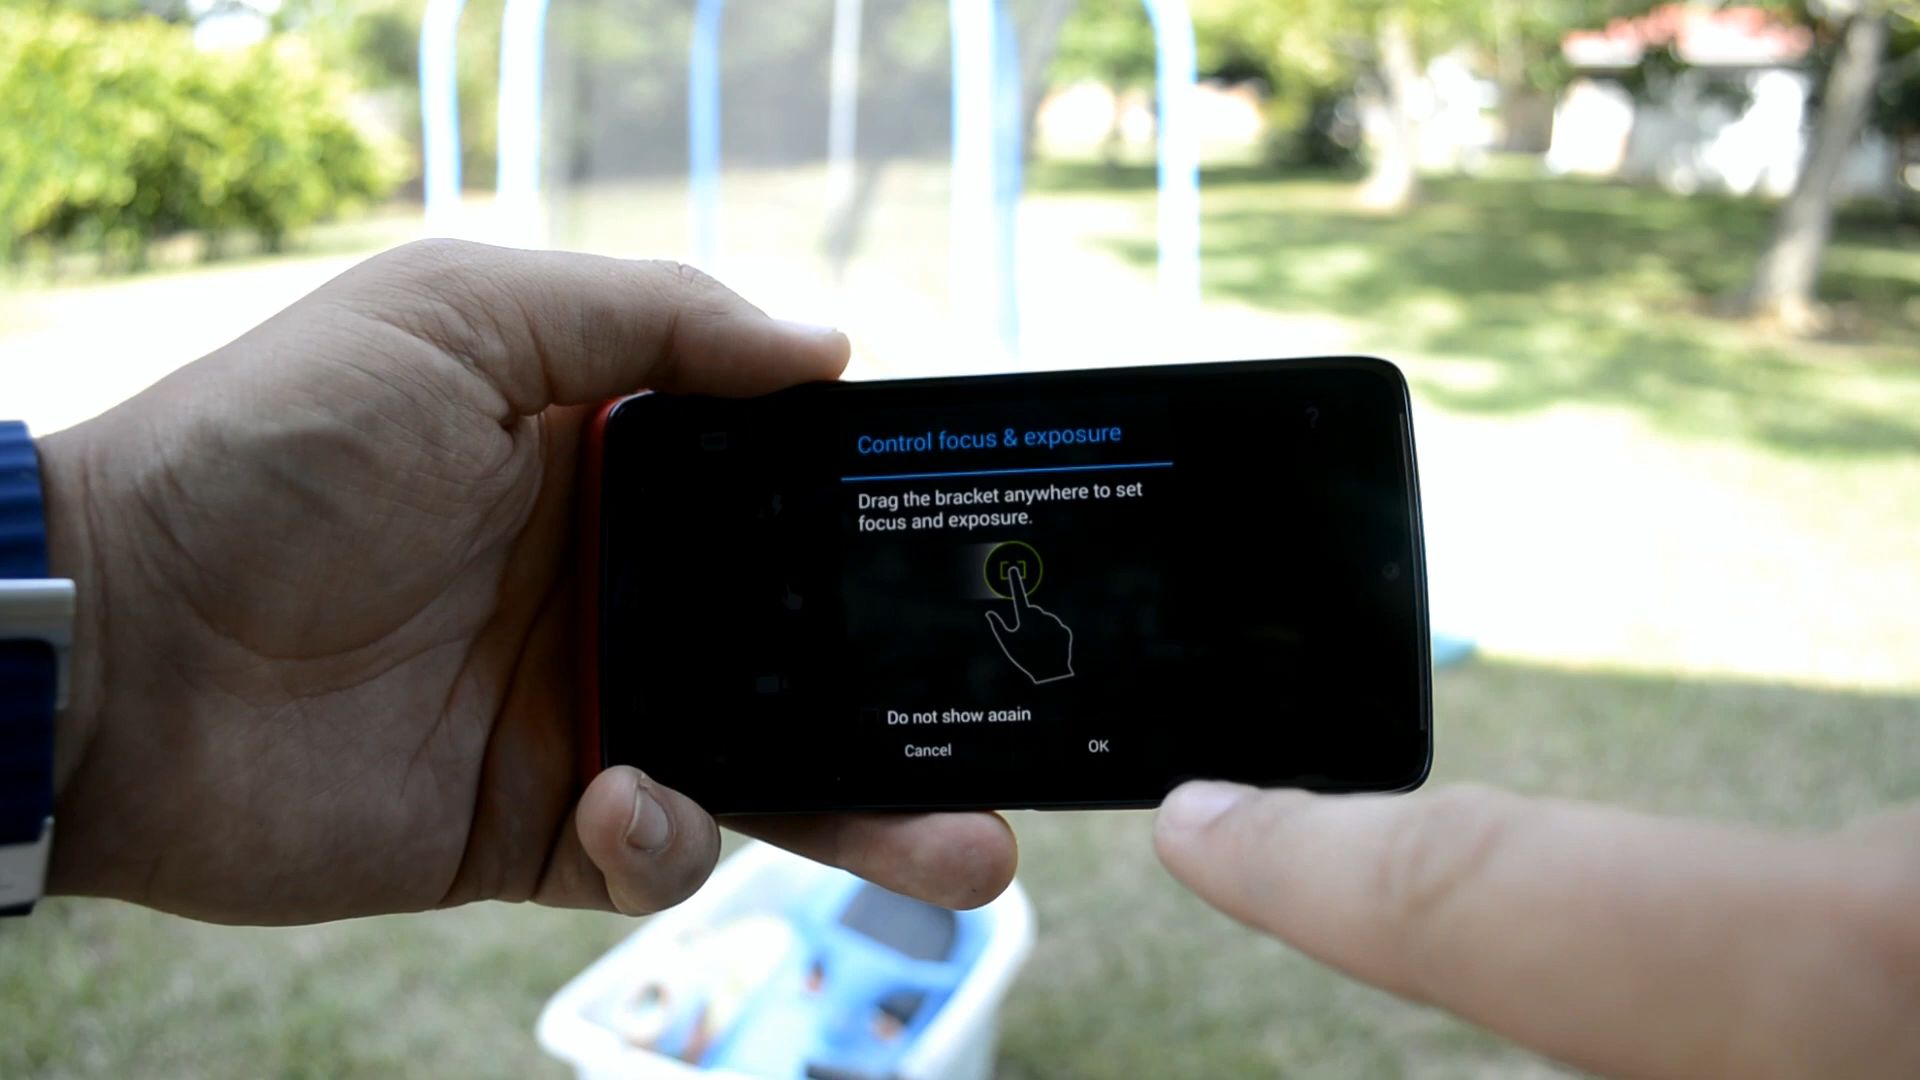 Control focus & exposure
Drag the bracket anywhere to set
focus and exposure.
Do not show again
Cancel
OK
?